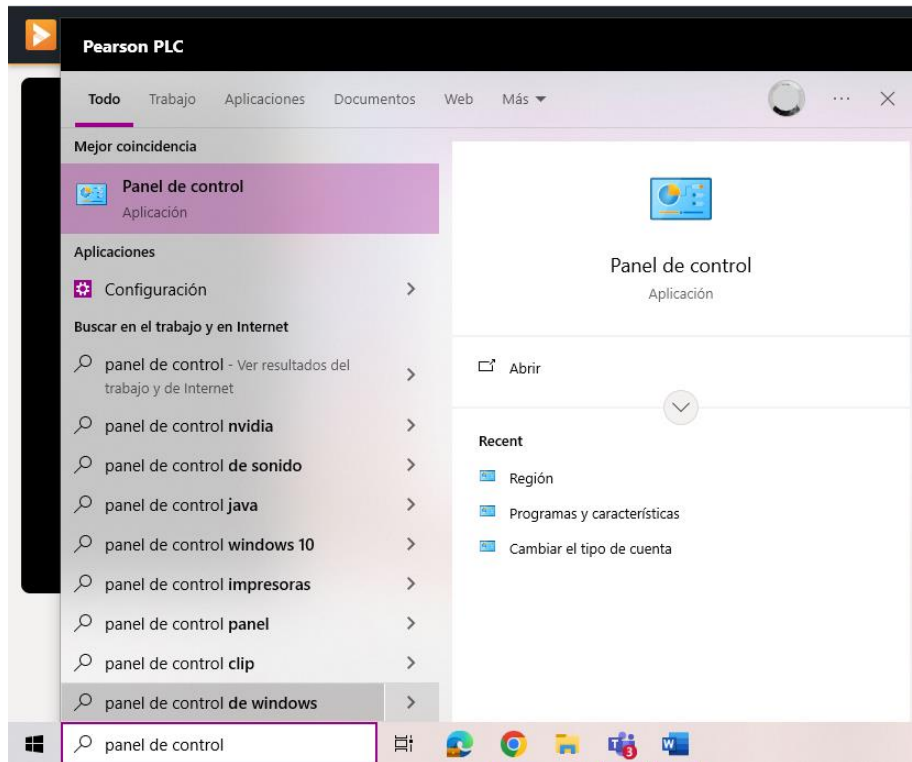 Pearson PLC
Todo Trabajo Aplicaciones Documentos Web Más
Mejor coincidencia
Panel de control
Aplicación
Aplicaciones
Configuración
Buscar en el trabajo y en Internet
panel de control - Ver resultados del
trabajo y de Internet
panel de control nvidia
panel de control de sonido
panel de control java
panel de control windows 10
panel de control impresoras
panel de control panel
panel de control clip
panel de control de windows
Panel de control
Aplicación
Abrir
Recent
Región
Programas y características
Cambiar el tipo de cuenta
panel de control
3